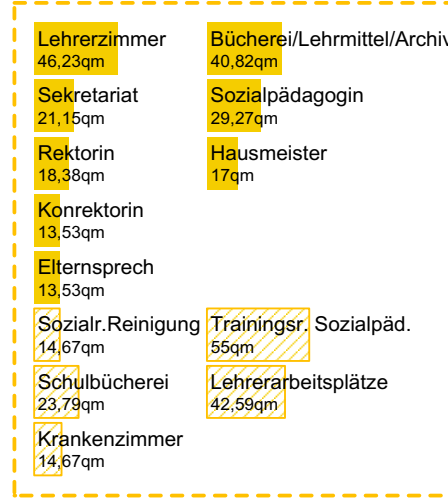 Lehrerzimmer
46,23qm
Bücherei/Lehrmittel/Archiv
40,82qm
Sekretariat
21,15qm
Sozialpädagogin
29,27qm
Rektorin
18,38qm
Hausmeister
17qm
Konrektorin
13,53qm
Elternsprech
13,53qm
Sozialr.Reinigung
14,67qm
Trainingsr. Sozialpäd.
55qm
Schulbücherei
23,79qm
Lehrerarbeitsplätze
42,59qm
Krankenzimmer
14,67qm